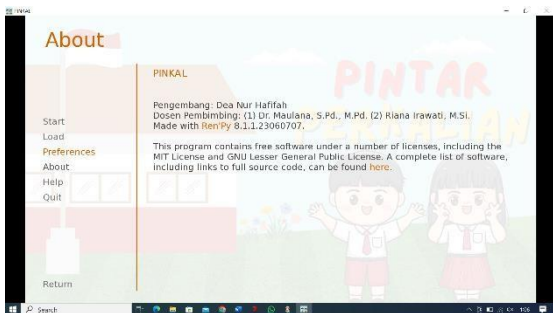 PINKAL
About
PINTAR
PERKALIAN
PINKAL
Pengembang: Dea Nur Hafifah
Dosen Pembimbing: (1) Dr. Maulana, S.Pd., M.Pd. (2) Riana Irawati, M.Si.
Made with Ren'Py 8.1.1.23060707.
This program contains free software under a number of licenses, including the
MIT License and GNU Lesser General Public License. A complete list of software,
including links to full source code, can be found here.
Start
Load
Preferences
About
Help
Quit
Return
Search